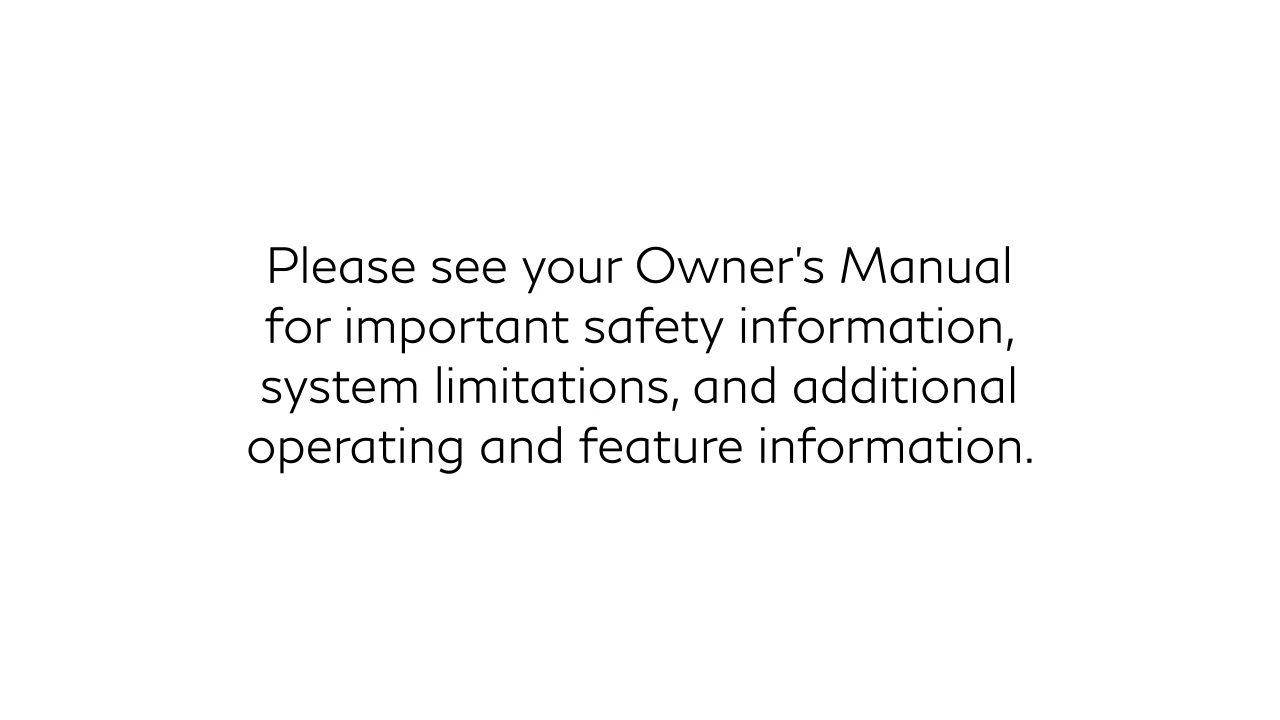 Please see your Owner's Manual
for important safety information,
system limitations, and additional
operating and feature information.